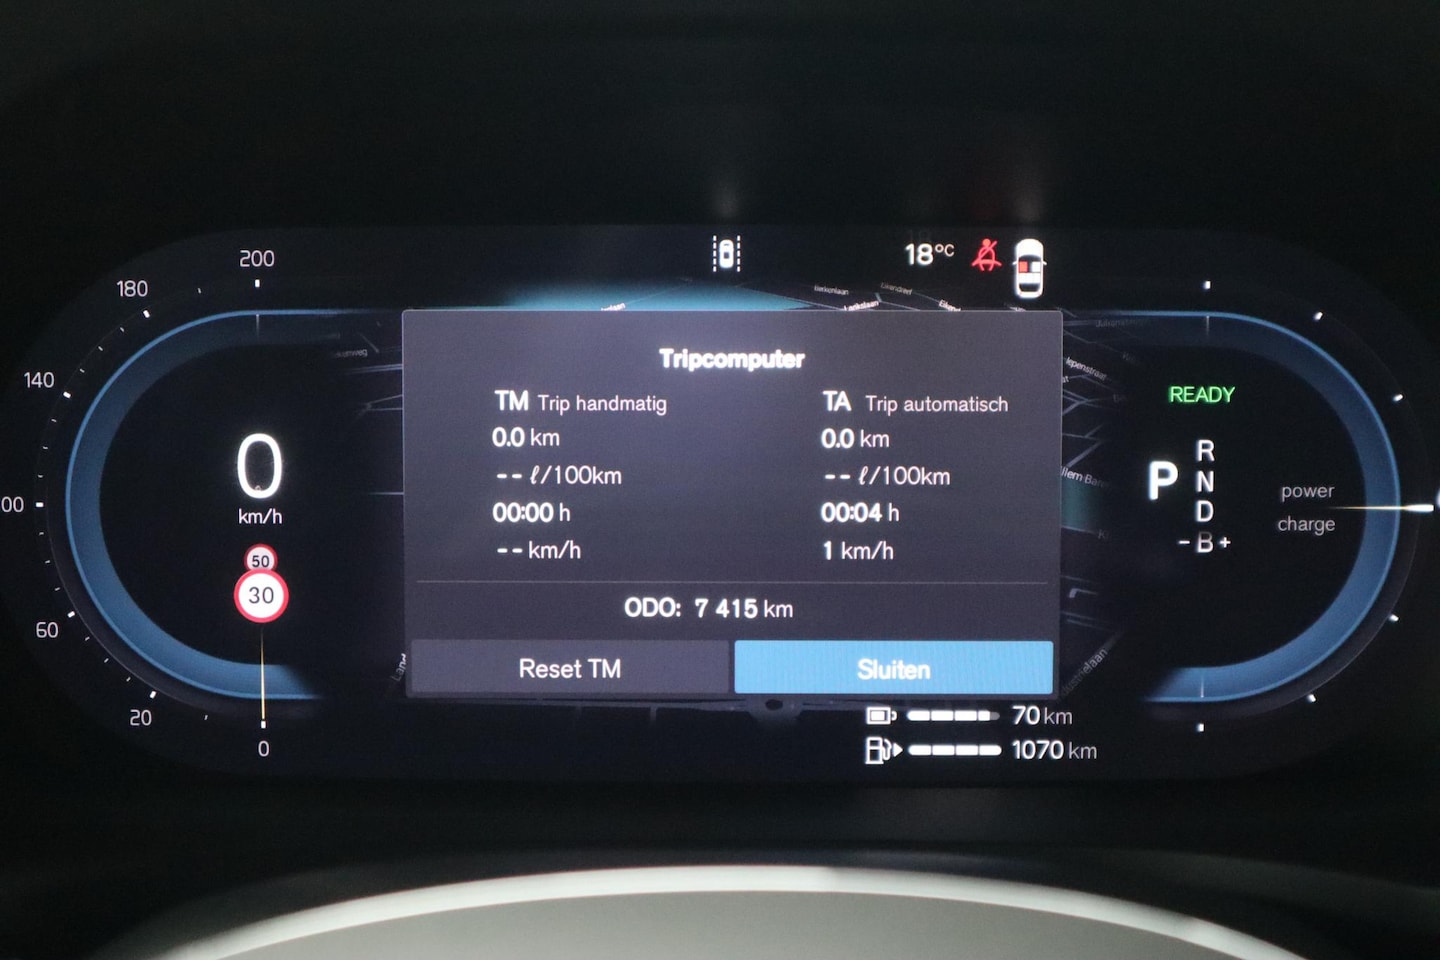 200
180
140
60
20
0
0
km/h
50
30
18°C
Berkenlaan
Tripcomputer
TM Trip handmatig
0.0 km
-- ℓ/100km
00:00 h
-- km/h
TA Trip automatisch
0.0 km
-- ℓ/100km
00:04 h
1 km/h
ODO: 7 415 km
Reset TM
Sluiten
70 km
1070 km
READY
P
R
N
D
- B +
power
charge